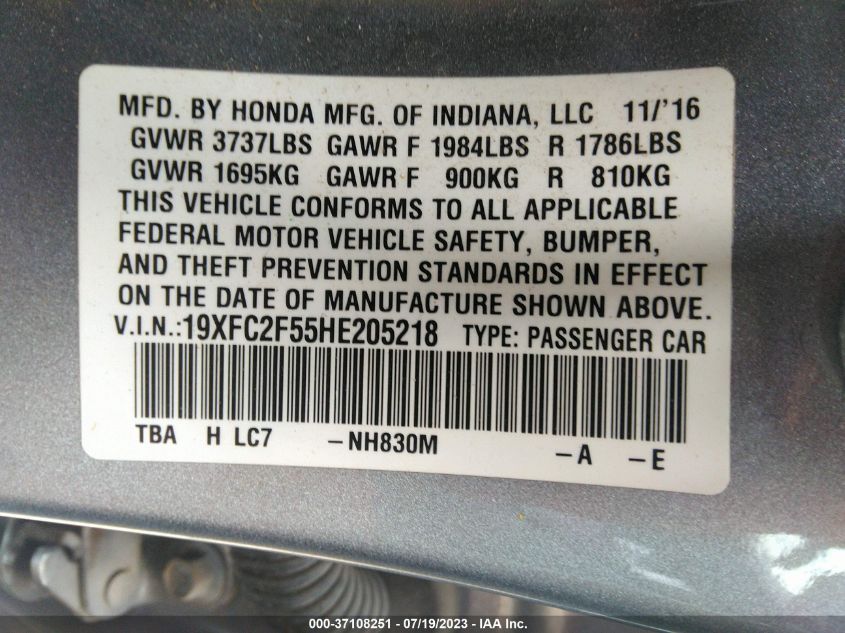 MFD. BY HONDA MFG. OF INDIANA, LLC 11/'16
GVWR 3737LBS GAWR F 1984LBS R 1786LBS
GVWR 1695KG GAWR F 900KG R 810KG
THIS VEHICLE CONFORMS TO ALL APPLICABLE
FEDERAL MOTOR VEHICLE SAFETY, BUMPER,
AND THEFT PREVENTION STANDARDS IN EFFECT
ON THE DATE OF MANUFACTURE SHOWN ABOVE.
V.I.N.:19XFC2F55HE205218 TYPE: PASSENGER CAR
TBA H LC7 -NH830M -A -E
000-37108251 - 07/19/2023 - IAA Inc.